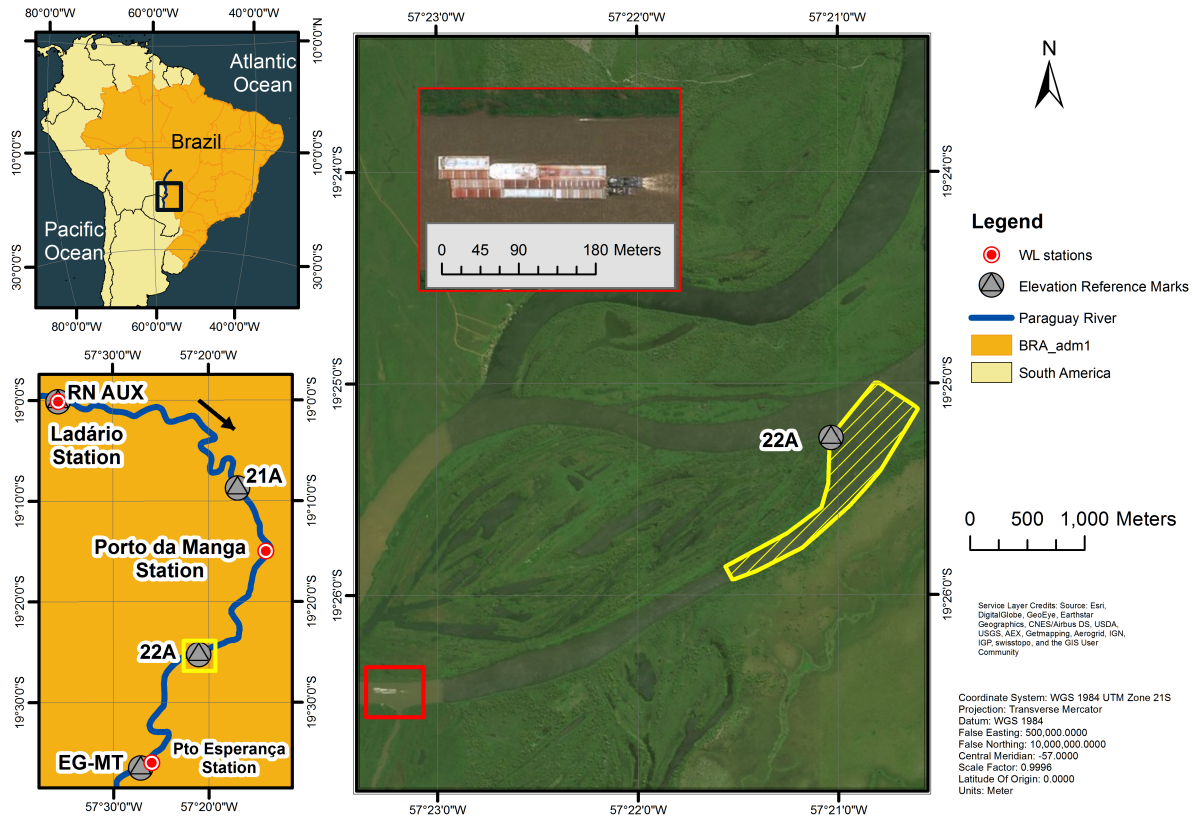 80°0'0"W
60°0'0"W
40°0'0"W
10°0'0"N
10°0'0"S
30°0'0"S
Atlantic
Ocean
Brazil
Pacific
Ocean
10°0'0"S
30°0'0"S
80°0'0"W
60°0'0"W
40°0'0"W
57°30'0"W
57°20'0"W
19°0'0"S
19°10'0"S
19°20'0"S
19°30'0"S
RN AUX
Ladário
Station
21A
Porto da Manga
Station
22A
Pto Esperança
Station
EG-MT
19°0'0"S
19°10'0"S
19°20'0"S
19°30'0"S
57°30'0"W
57°20'0"W
57°23'0"W
57°22'0"W
57°21'0"W
19°24'0"S
19°25'0"S
19°26'0"S
0 45 90 180 Meters
22A
19°24'0"S
19°25'0"S
19°26'0"S
57°23'0"W
57°22'0"W
57°21'0"W
N
Legend
WL stations
Elevation Reference Marks
Paraguay River
BRA_adm1
South America
0 500 1,000 Meters
Service Layer Credits: Source: Esri,
DigitalGlobe, GeoEye, Earthstar
Geographics, CNES/Airbus DS, USDA,
USGS, AEX, Getmapping, Aerogrid, IGN,
IGP, swisstopo, and the GIS User
Community
Coordinate System: WGS 1984 UTM Zone 21S
Projection: Transverse Mercator
Datum: WGS 1984
False Easting: 500,000.0000
False Northing: 10,000,000.0000
Central Meridian: -57.0000
Scale Factor: 0.9996
Latitude Of Origin: 0.0000
Units: Meter